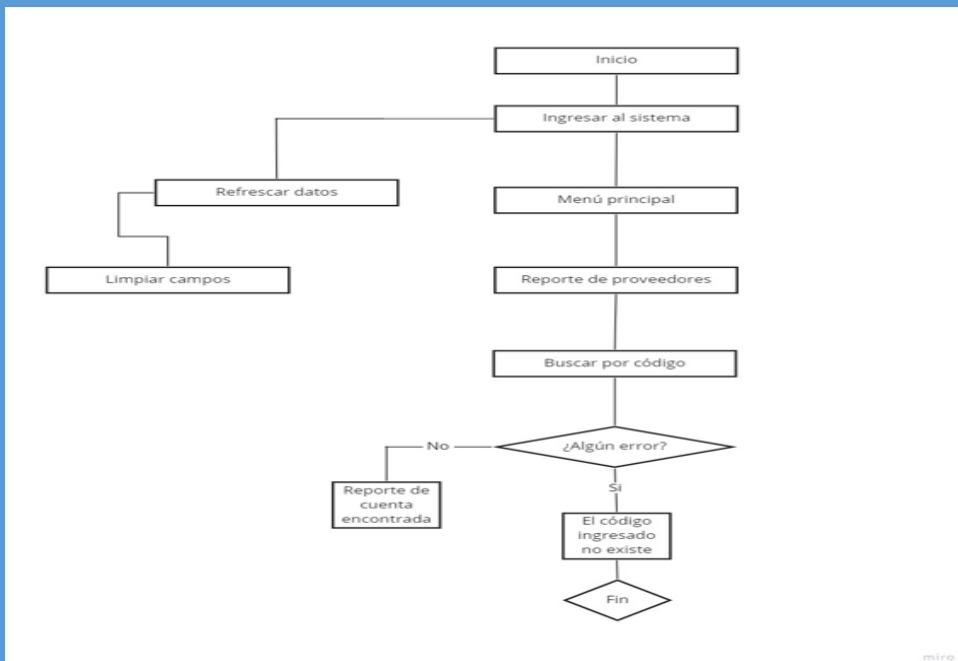 Inicio
Ingresar al sistema
Refrescar datos
Menú principal
Limpiar campos
Reporte de proveedores
Buscar por código
¿Algún error?
No
Si
Reporte de
cuenta
encontrada
El código
ingresado
no existe
Fin
miro